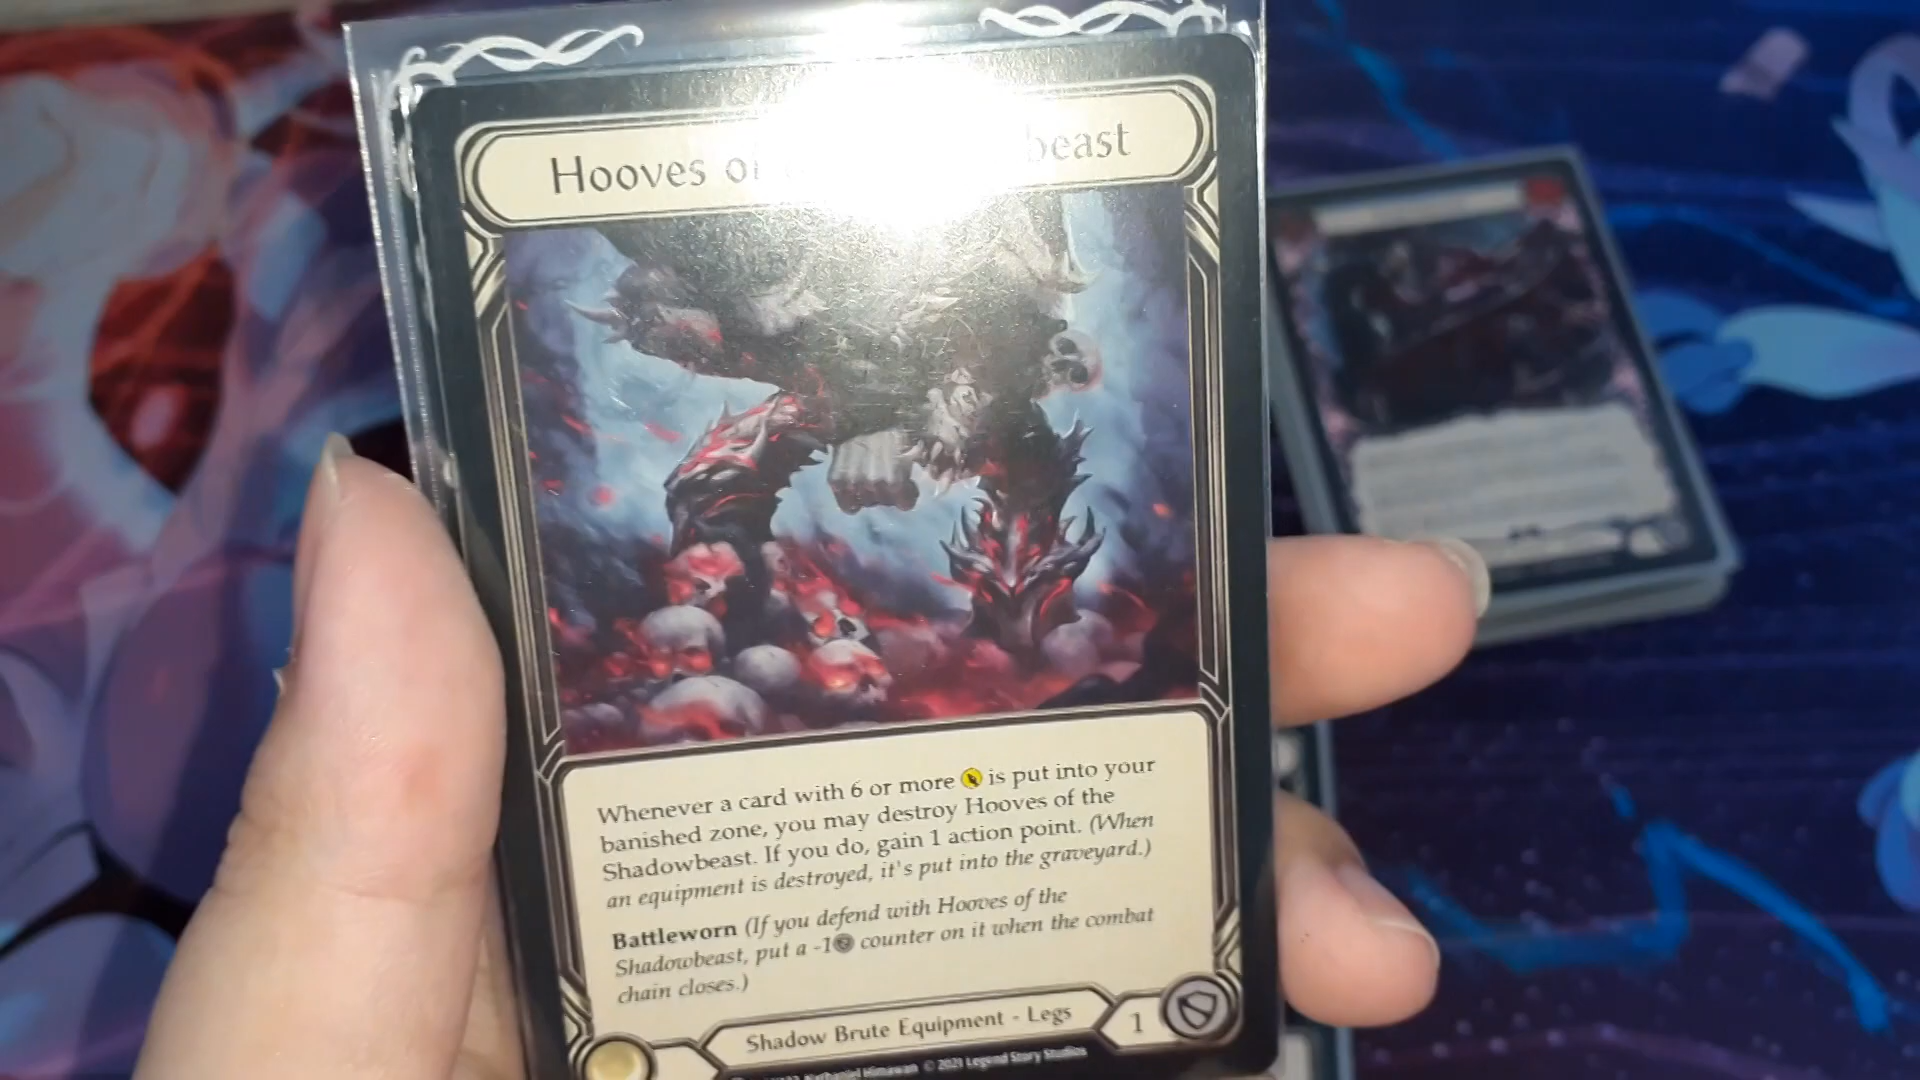 Hooves of beast
Whenever a card with 6 or more is put into your
banished zone, you may destroy Hooves of the
Shadowbeast. If you do, gain 1 action point. (When
an equipment is destroyed, it's put into the graveyard.)
Battleworn (If you defend with Hooves of the
Shadowbeast, put a -1 counter on it when the combat
chain closes.)
Shadow Brute Equipment - Legs
1
Nathaniel Himawan © 2021 Legend Story Studios